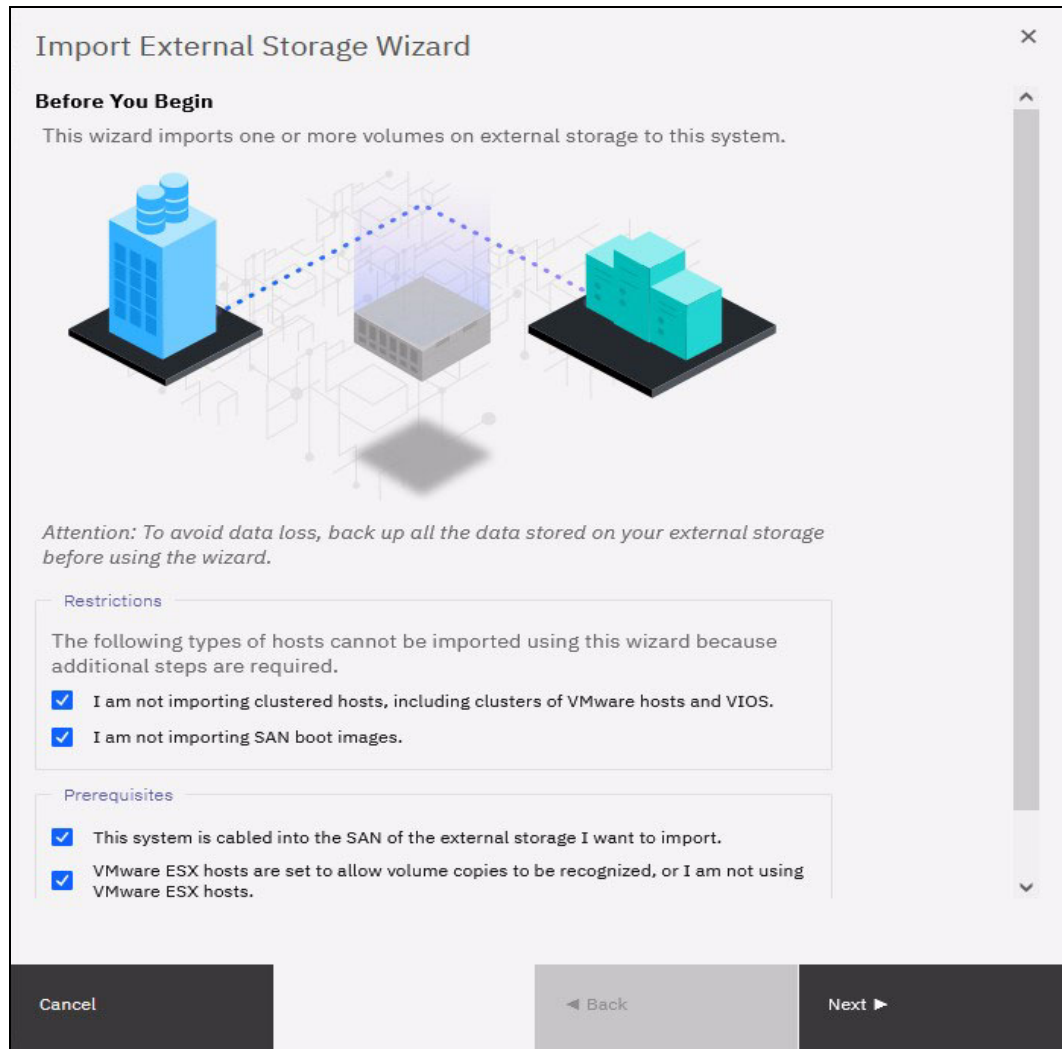 Import External Storage Wizard
Before You Begin
This wizard imports one or more volumes on external storage to this system.
Attention: To avoid data loss, back up all the data stored on your external storage
before using the wizard.
Restrictions
The following types of hosts cannot be imported using this wizard because
additional steps are required.
I am not importing clustered hosts, including clusters of VMware hosts and VIOS.
I am not importing SAN boot images.
Prerequisites
This system is cabled into the SAN of the external storage I want to import.
VMware ESX hosts are set to allow volume copies to be recognized, or I am not using
VMware ESX hosts.
Cancel
◄ Back
Next ►